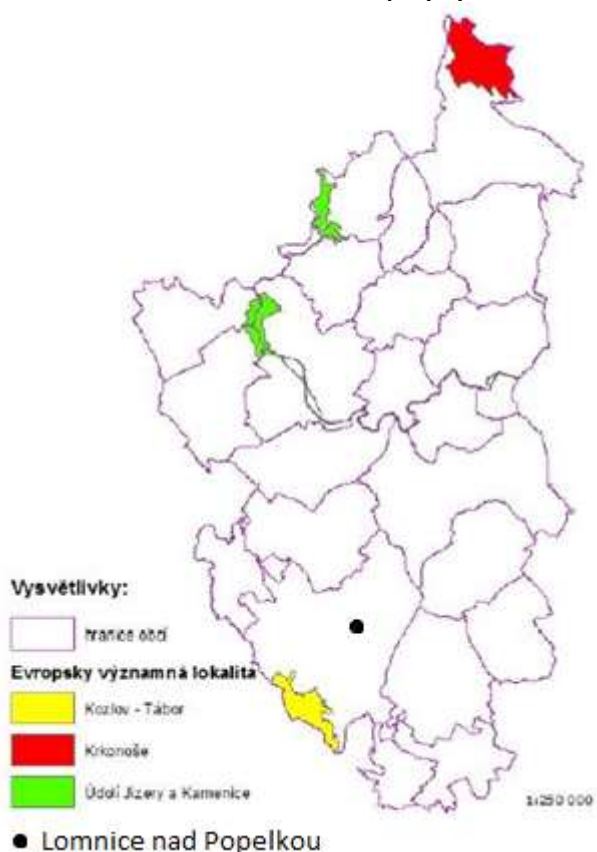 Vysvětlivky:
hranice obcí
Evropsky významná lokalita
Kozlov - Tábor
Krkonoše
Údolí Jizery a Kamenice
1:250 000
Lomnice nad Popelkou